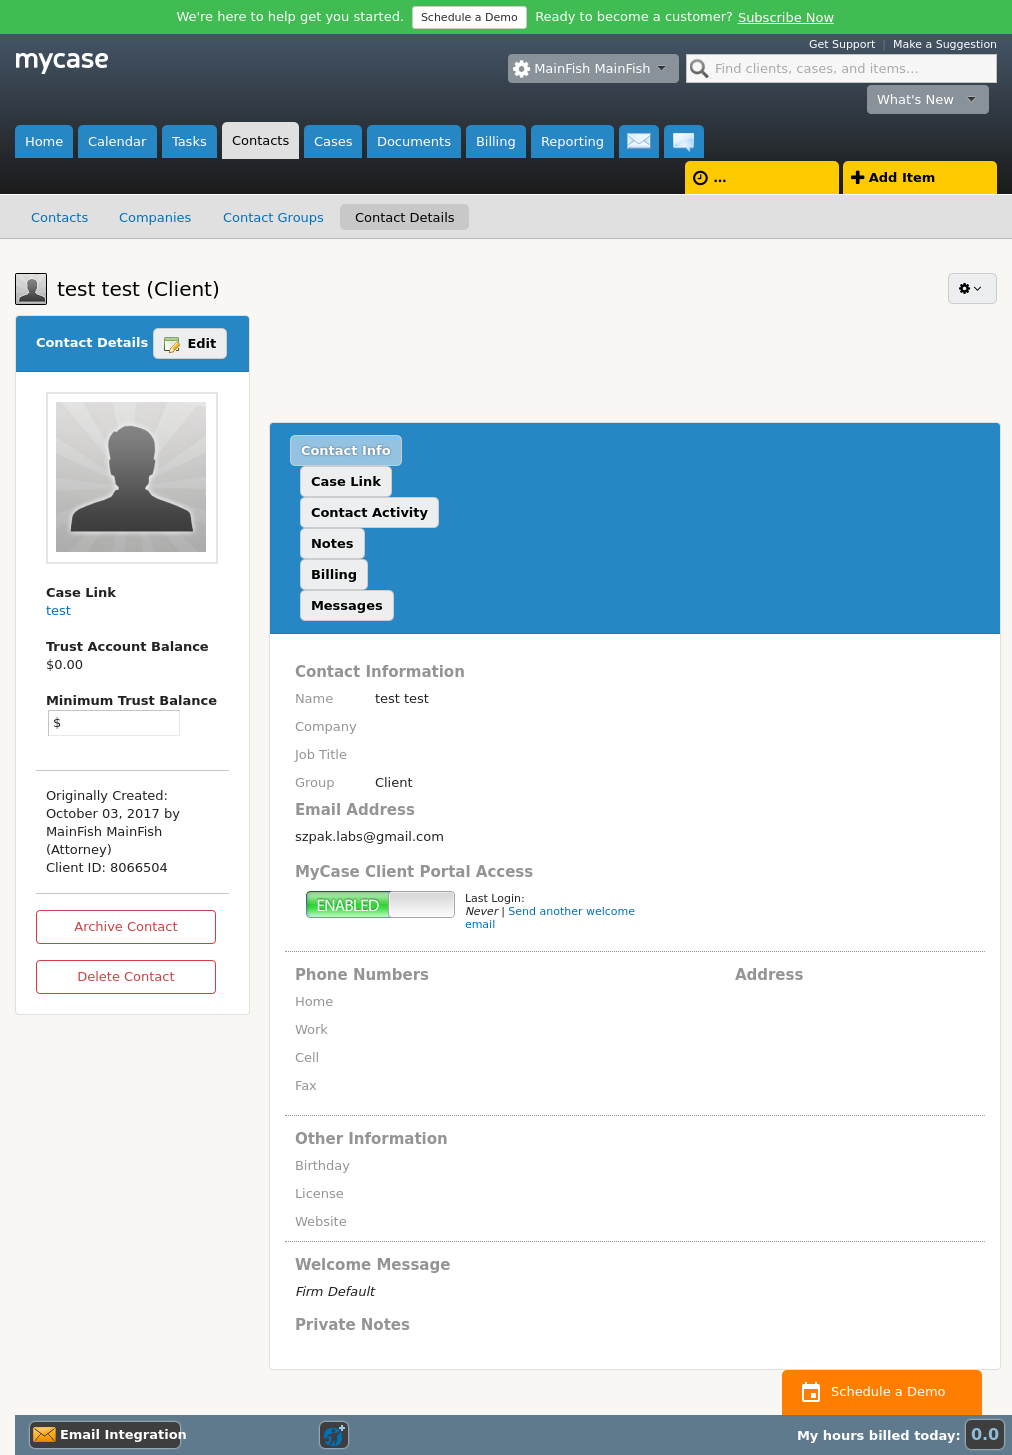 We're here to help get you started. Schedule a Demo Ready to become a customer? Subscribe Now
Get Support | Make a Suggestion
mycase
MainFish MainFish
Find clients, cases, and items...
What's New
Home Calendar Tasks Contacts Cases Documents Billing Reporting
... Add Item
Contacts Companies Contact Groups Contact Details
test test (Client)
Contact Details Edit
Case Link
test
Trust Account Balance
$0.00
Minimum Trust Balance
$
Originally Created:
October 03, 2017 by
MainFish MainFish
(Attorney)
Client ID: 8066504
Archive Contact
Delete Contact
Contact Info
Case Link
Contact Activity
Notes
Billing
Messages
Contact Information
Name test test
Company
Job Title
Group Client
Email Address
szpak.labs@gmail.com
MyCase Client Portal Access
ENABLED
Last Login:
Never | Send another welcome
email
Phone Numbers
Home
Work
Cell
Fax
Address
Other Information
Birthday
License
Website
Welcome Message
Firm Default
Private Notes
Schedule a Demo
Email Integration
My hours billed today: 0.0